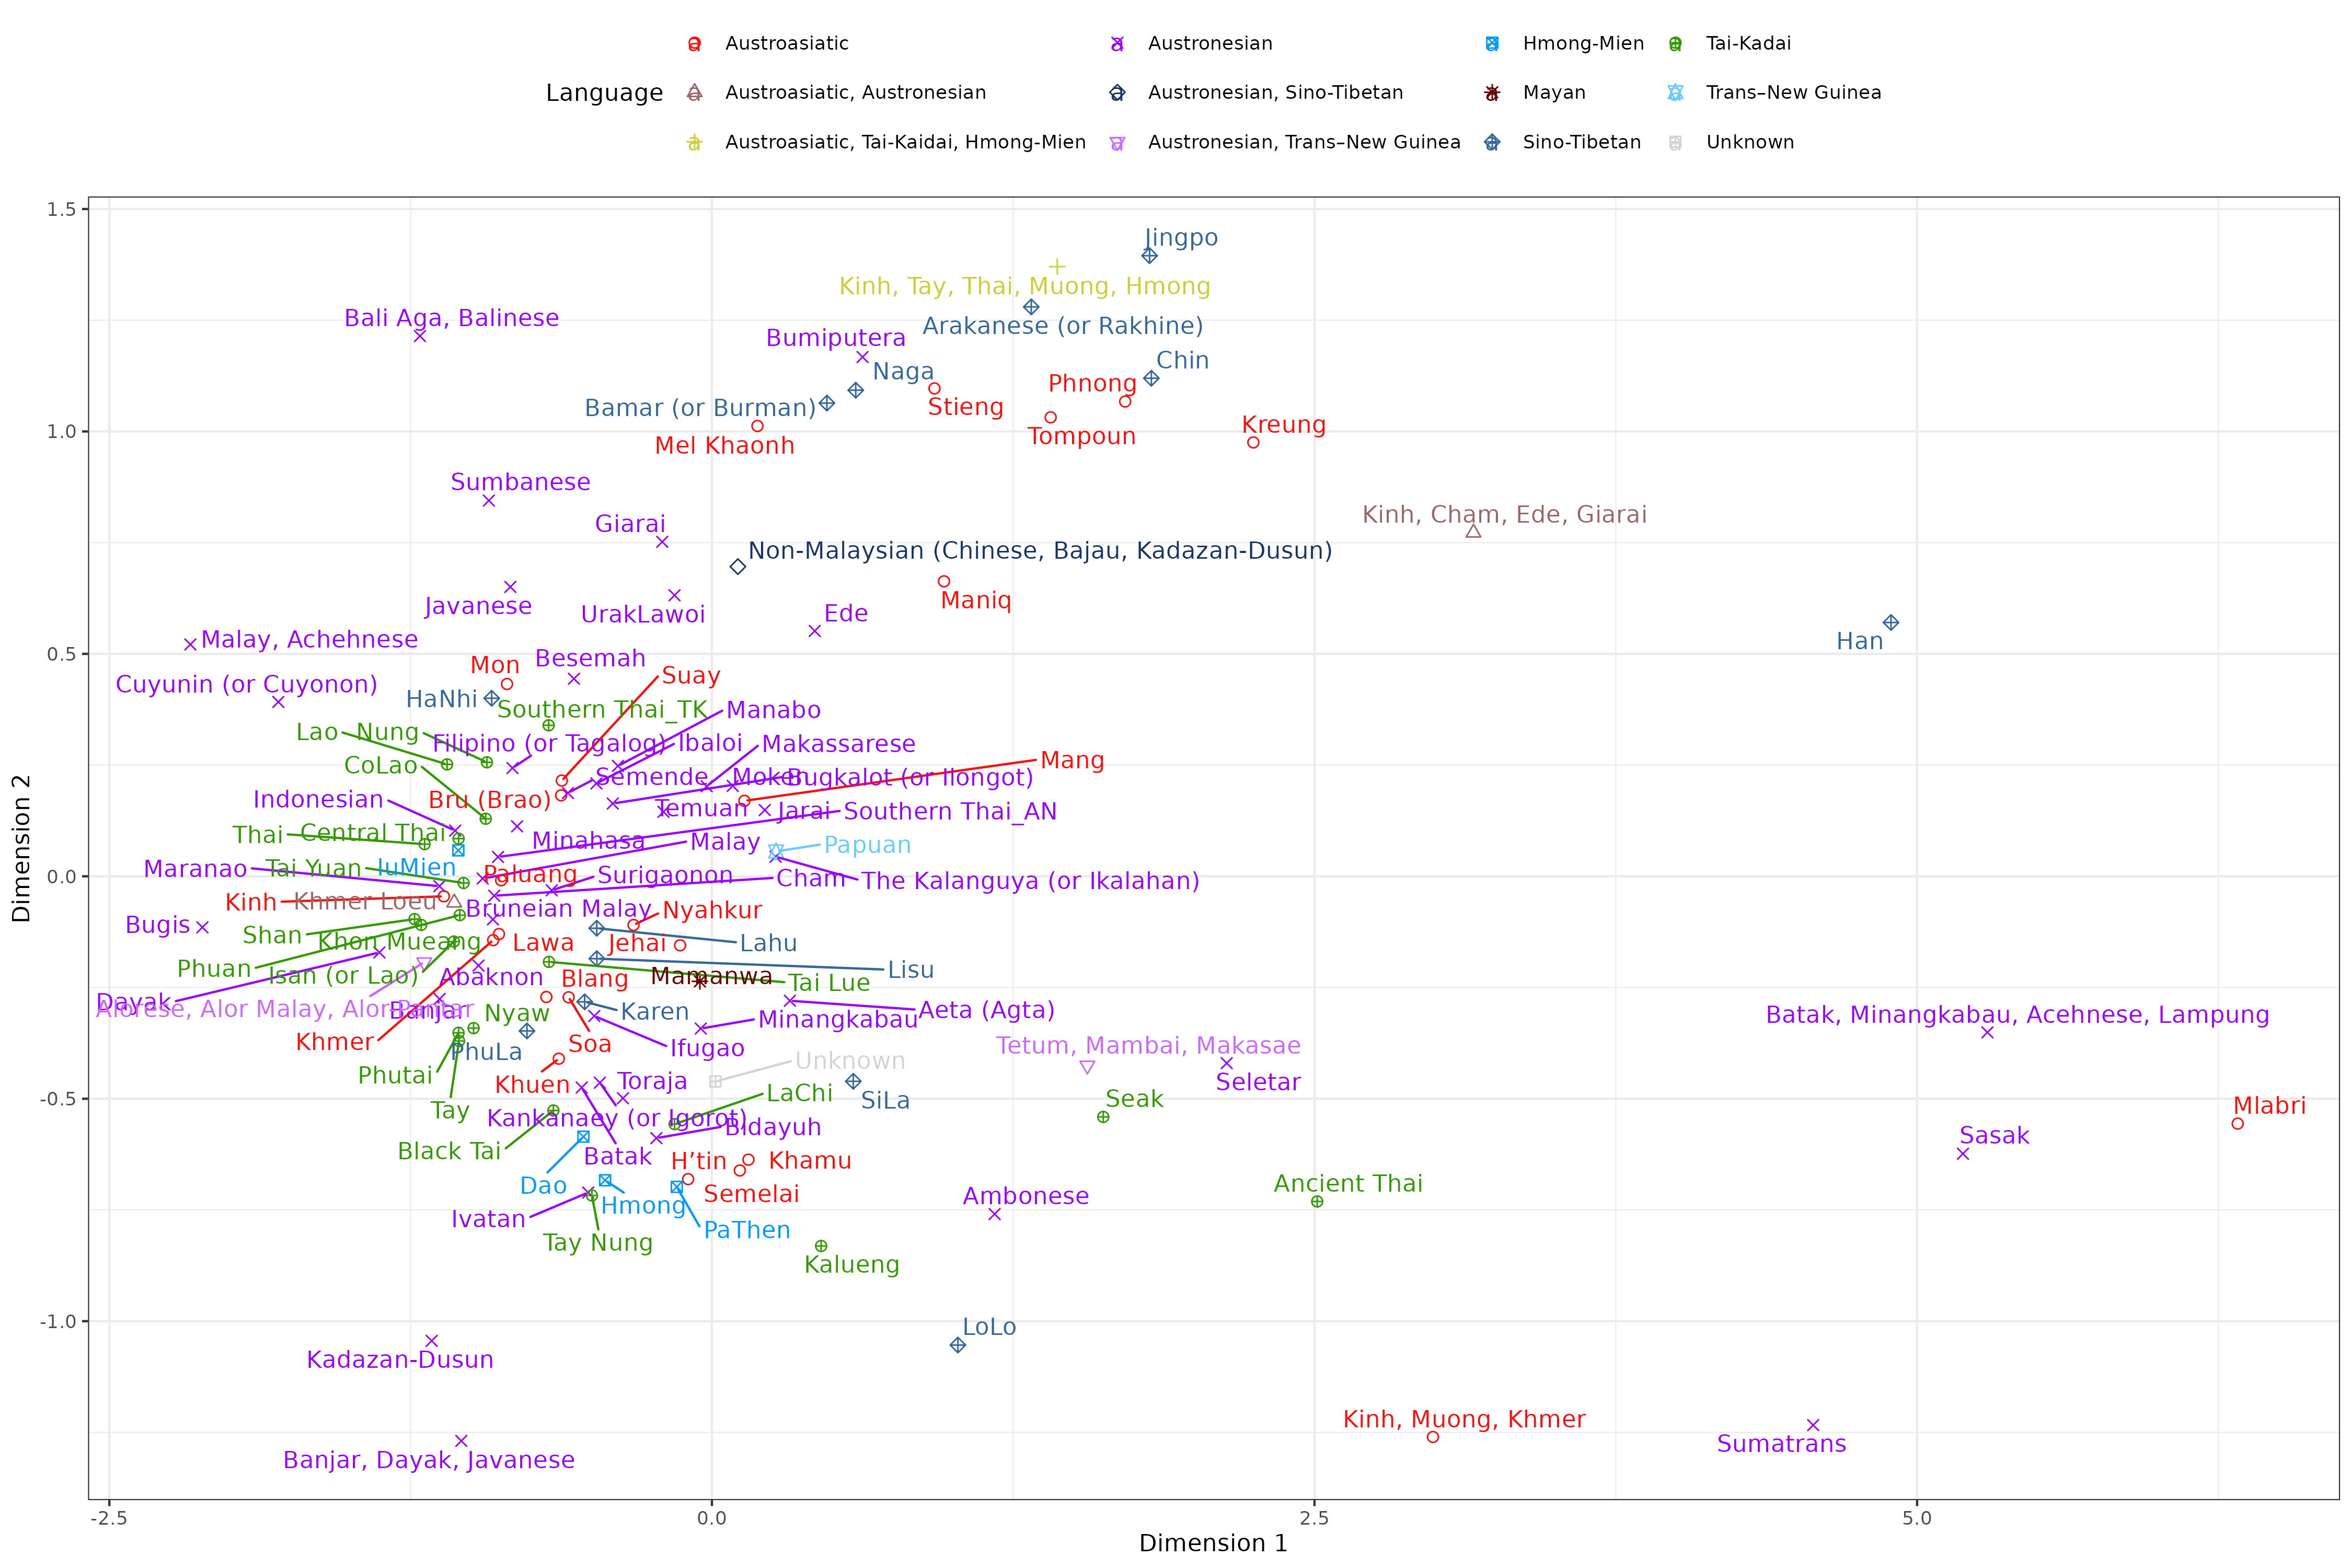 Austroasiatic
Austronesian
Hmong-Mien
Tai-Kadai
Language
Austroasiatic, Austronesian
Austronesian, Sino-Tibetan
Mayan
Trans–New Guinea
Austroasiatic, Tai-Kaidai, Hmong-Mien
Austronesian, Trans–New Guinea
Sino-Tibetan
Unknown
1.5
Jingpo
Kinh, Tay, Thai, Muong, Hmong
Bali Aga, Balinese
Arakanese (or Rakhine)
Bumiputera
Chin
Naga
Phnong
Bamar (or Burman)
Stieng
Kreung
1.0
Tompoun
Mel Khaonh
Sumbanese
Kinh, Cham, Ede, Giarai
Giarai
Non-Malaysian (Chinese, Bajau, Kadazan-Dusun)
Maniq
Javanese
UrakLawoi
Ede
Malay, Achehnese
Han
0.5
Besemah
Mon
Suay
Cuyunin (or Cuyonon)
HaNhi
Southern Thai_TK
Manabo
Lao
Nung
Filipino (or Tagalog)
Ibaloi
Makassarese
Mang
CoLao
Semende
Moken
Bugkalot (or Ilongot)
Indonesian
Bru (Brao)
Temuan
Jarai
Southern Thai_AN
Thai
Central Thai
Minahasa
Malay
Papuan
Maranao
Tai Yuan
IuMien
Paluang
Surigaonon
Cham
The Kalanguya (or Ikalahan)
0.0
Kinh
Khmer Loeu
Bruneian Malay
Nyahkur
Bugis
Shan
Khon Mueang
Lawa
Jehai
Lahu
Phuan
Isan (or Lao)
Abaknon
Blang
Mamanwa
Lisu
Tai Lue
Dayak
Alorese, Alor Malay, Alor-Pantar
Banjar
Nyaw
Karen
Minangkabau
Aeta (Agta)
Batak, Minangkabau, Acehnese, Lampung
Khmer
PhuLa
Soa
Ifugao
Tetum, Mambai, Makasae
Unknown
Phutai
Khuen
Toraja
LaChi
SiLa
Seak
Seletar
-0.5
Tay
Kankanaey (or Igorot)
Bidayuh
Mlabri
Sasak
Black Tai
Batak
H’tin
Khamu
Dao
Hmong
Semelai
Ancient Thai
Ambonese
Ivatan
PaThen
Tay Nung
Kalueng
-1.0
LoLo
Kadazan-Dusun
Kinh, Muong, Khmer
Sumatrans
Banjar, Dayak, Javanese
-2.5
0.0
2.5
5.0
Dimension 1
Dimension 2